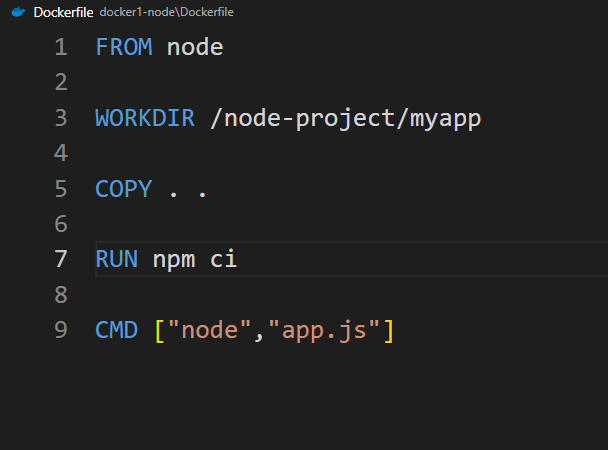 Dockerfile docker1-node\Dockerfile
1 FROM node
2
3 WORKDIR /node-project/myapp
4
5 COPY . .
6
7 RUN npm ci
8
9 CMD ["node","app.js"]